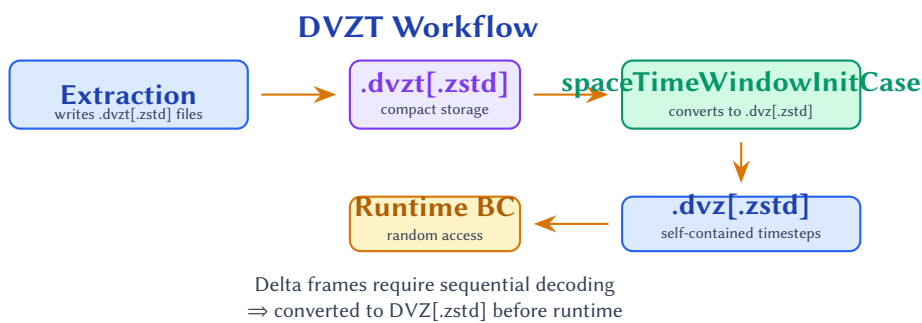 DVZT Workflow
Extraction
writes .dvzt[.zstd] files
.dvzt[.zstd]
compact storage
spaceTimeWindowInitCase
converts to .dvz[.zstd]
.dvz[.zstd]
self-contained timesteps
Runtime BC
random access
Delta frames require sequential decoding
⇒ converted to DVZ[.zstd] before runtime